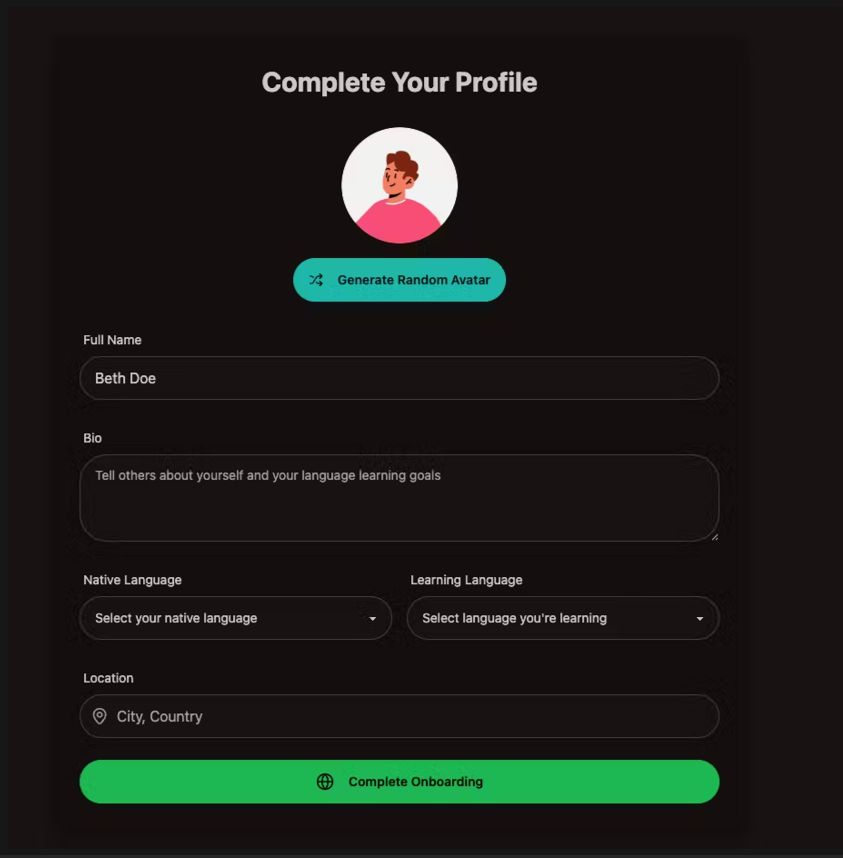 Complete Your Profile
Generate Random Avatar
Full Name
Beth Doe
Bio
Tell others about yourself and your language learning goals
Native Language
Learning Language
Select your native language
Select language you're learning
Location
City, Country
Complete Onboarding